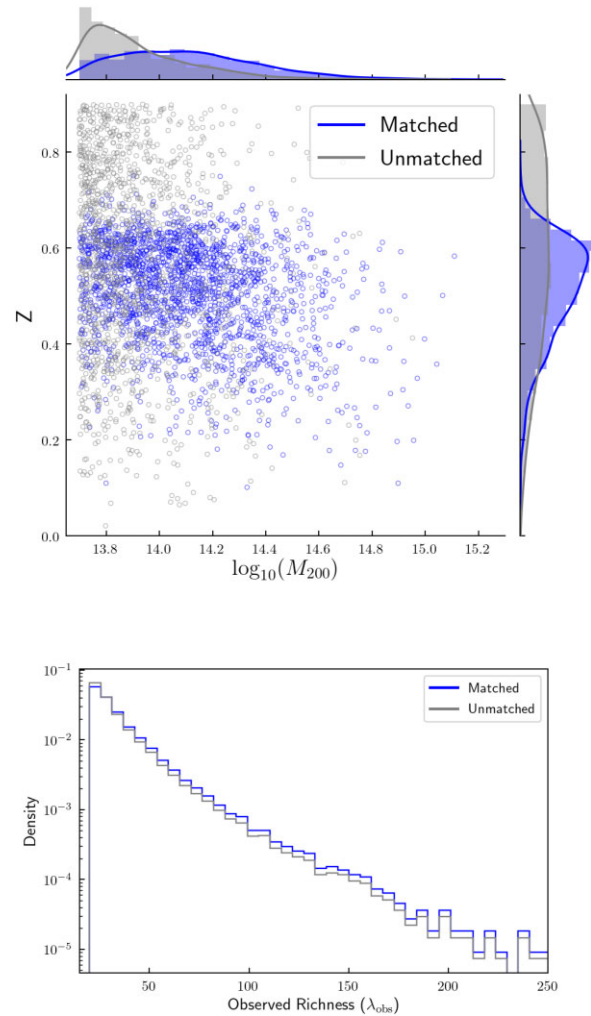 Matched
Unmatched
0.8
0.6
Z
0.4
0.2
0.0
13.8 14.0 14.2 14.4 14.6 14.8 15.0 15.2
log₁₀(M₂₀₀)
10⁻¹
Matched
Unmatched
10⁻²
Density
10⁻³
10⁻⁴
10⁻⁵
50 100 150 200 250
Observed Richness (λobs)